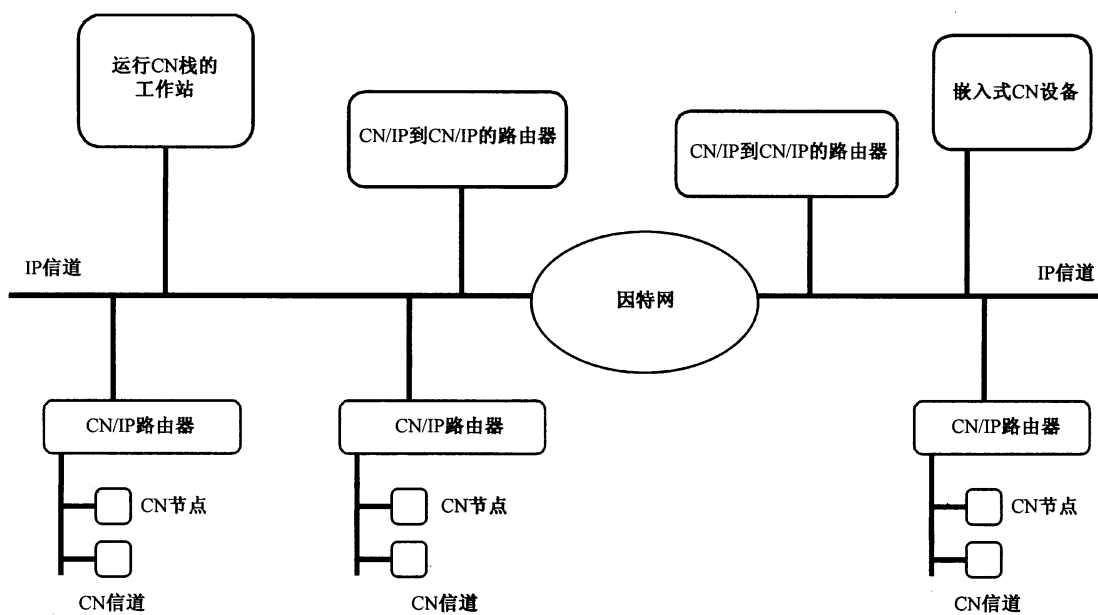 运行CN栈的
工作站
嵌入式CN设备
CN/IP到CN/IP的路由器
CN/IP到CN/IP的路由器
IP信道
因特网
IP信道
CN/IP路由器
CN/IP路由器
CN/IP路由器
CN节点
CN节点
CN节点
CN信道
CN信道
CN信道